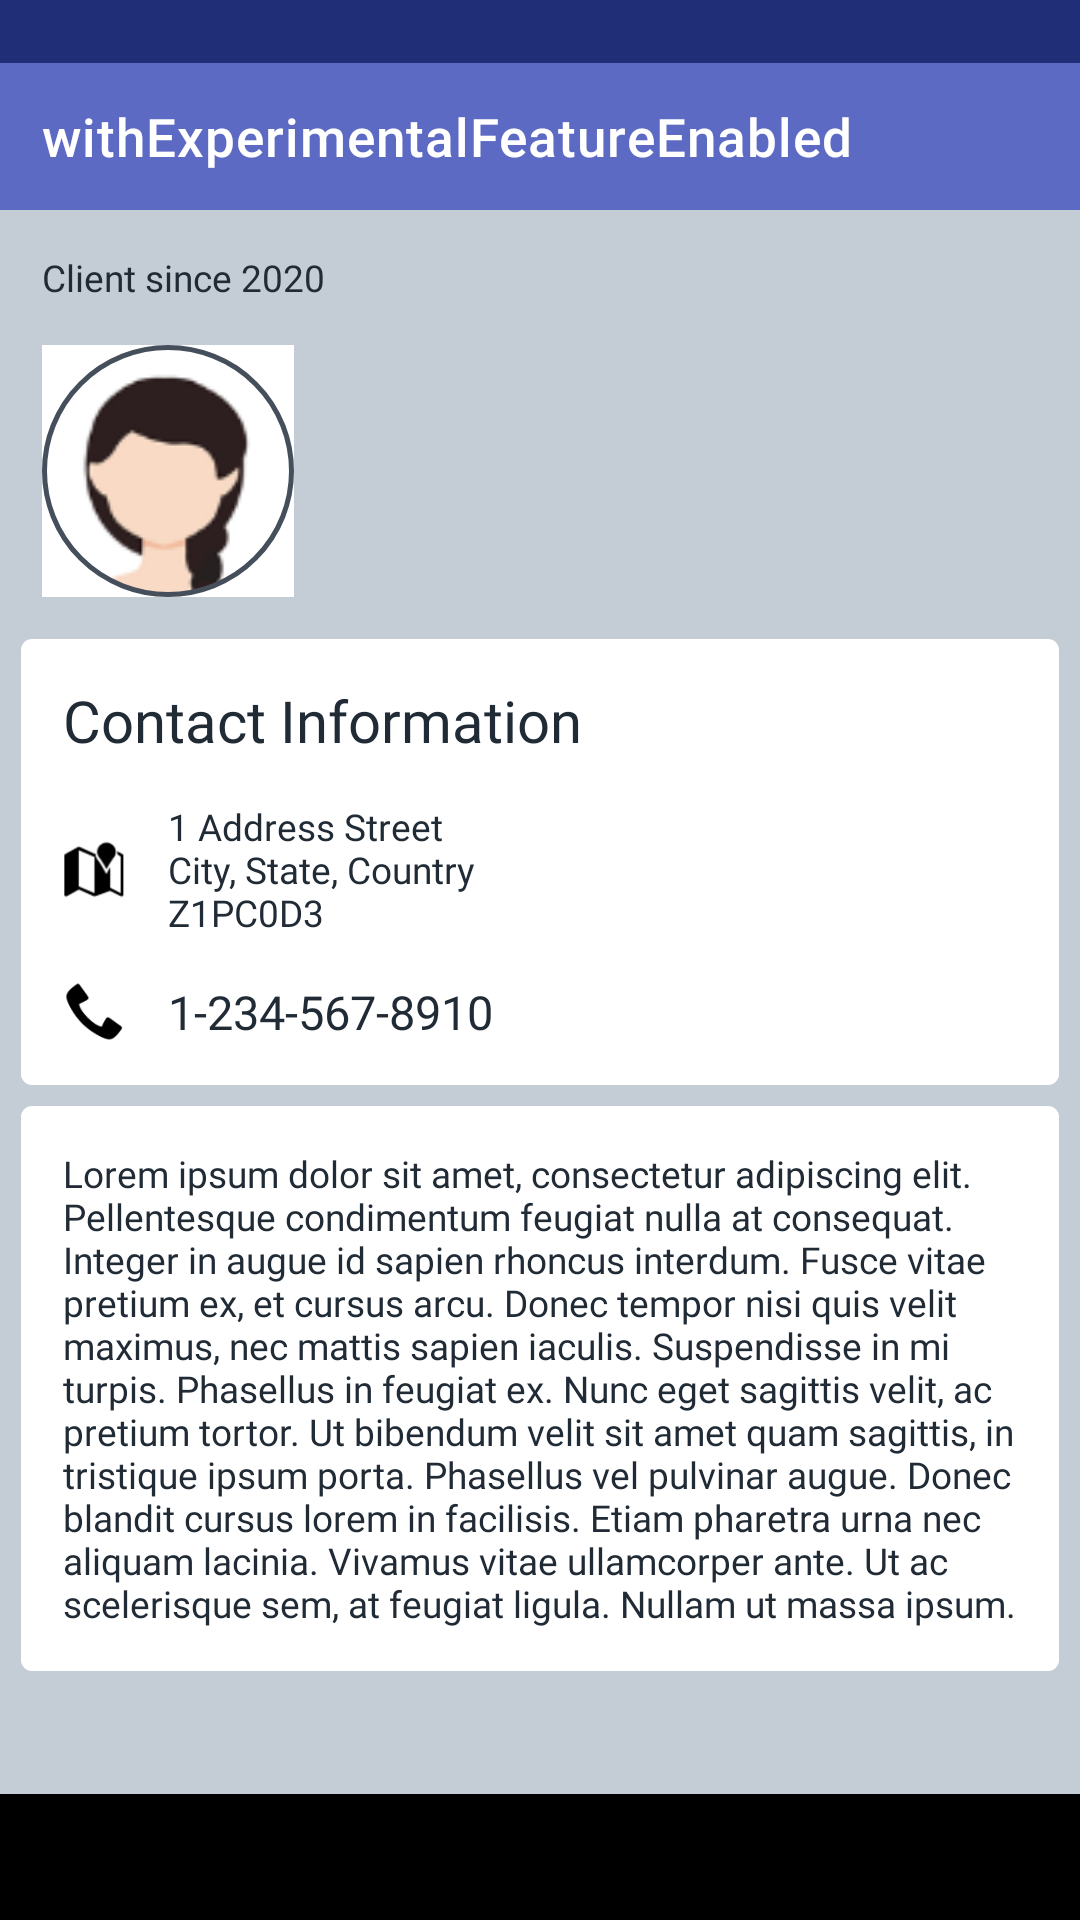 withExperimentalFeatureEnabled
Client since 2020
Contact Information
1 Address Street
City, State, Country
Z1PC0D3
1-234-567-8910
Lorem ipsum dolor sit amet, consectetur adipiscing elit.
Pellentesque condimentum feugiat nulla at consequat.
Integer in augue id sapien rhoncus interdum. Fusce vitae
pretium ex, et cursus arcu. Donec tempor nisi quis velit
maximus, nec mattis sapien iaculis. Suspendisse in mi
turpis. Phasellus in feugiat ex. Nunc eget sagittis velit, ac
pretium tortor. Ut bibendum velit sit amet quam sagittis, in
tristique ipsum porta. Phasellus vel pulvinar augue. Donec
blandit cursus lorem in facilisis. Etiam pharetra urna nec
aliquam lacinia. Vivamus vitae ullamcorper ante. Ut ac
scelerisque sem, at feugiat ligula. Nullam ut massa ipsum.